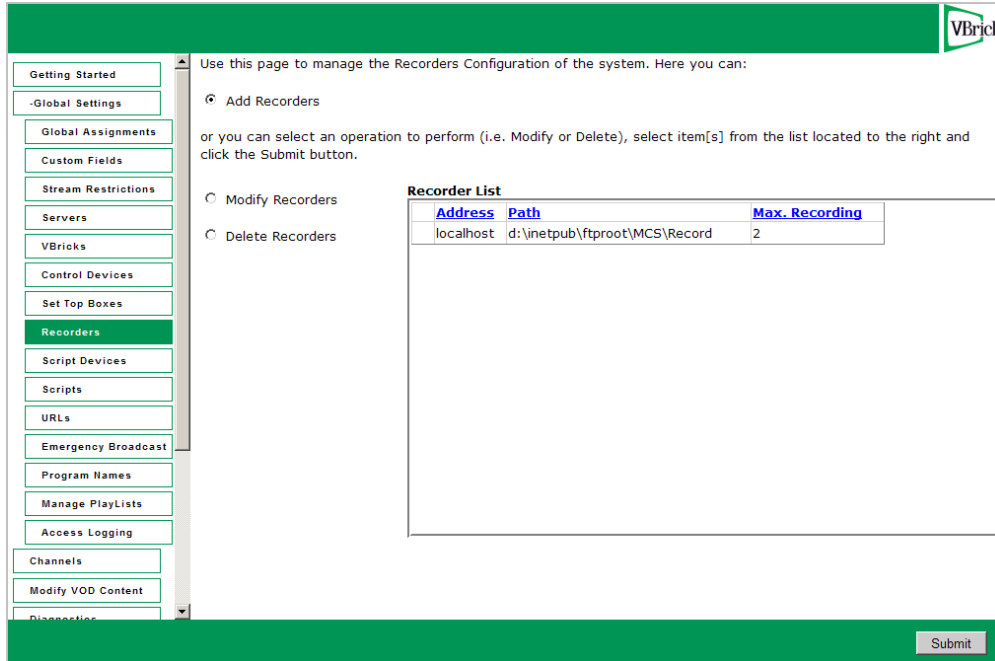 VBrick
Getting Started
-Global Settings
Global Assignments
Custom Fields
Stream Restrictions
Servers
VBricks
Control Devices
Set Top Boxes
Recorders
Script Devices
Scripts
URLs
Emergency Broadcast
Program Names
Manage PlayLists
Access Logging
Channels
Modify VOD Content
Diagnostics
Use this page to manage the Recorders Configuration of the system. Here you can:
Add Recorders
or you can select an operation to perform (i.e. Modify or Delete), select item[s] from the list located to the right and
click the Submit button.
Modify Recorders
Delete Recorders
Recorder List
Address Path Max. Recording
localhost d:\inetpub\ftproot\MCS\Record 2
Submit